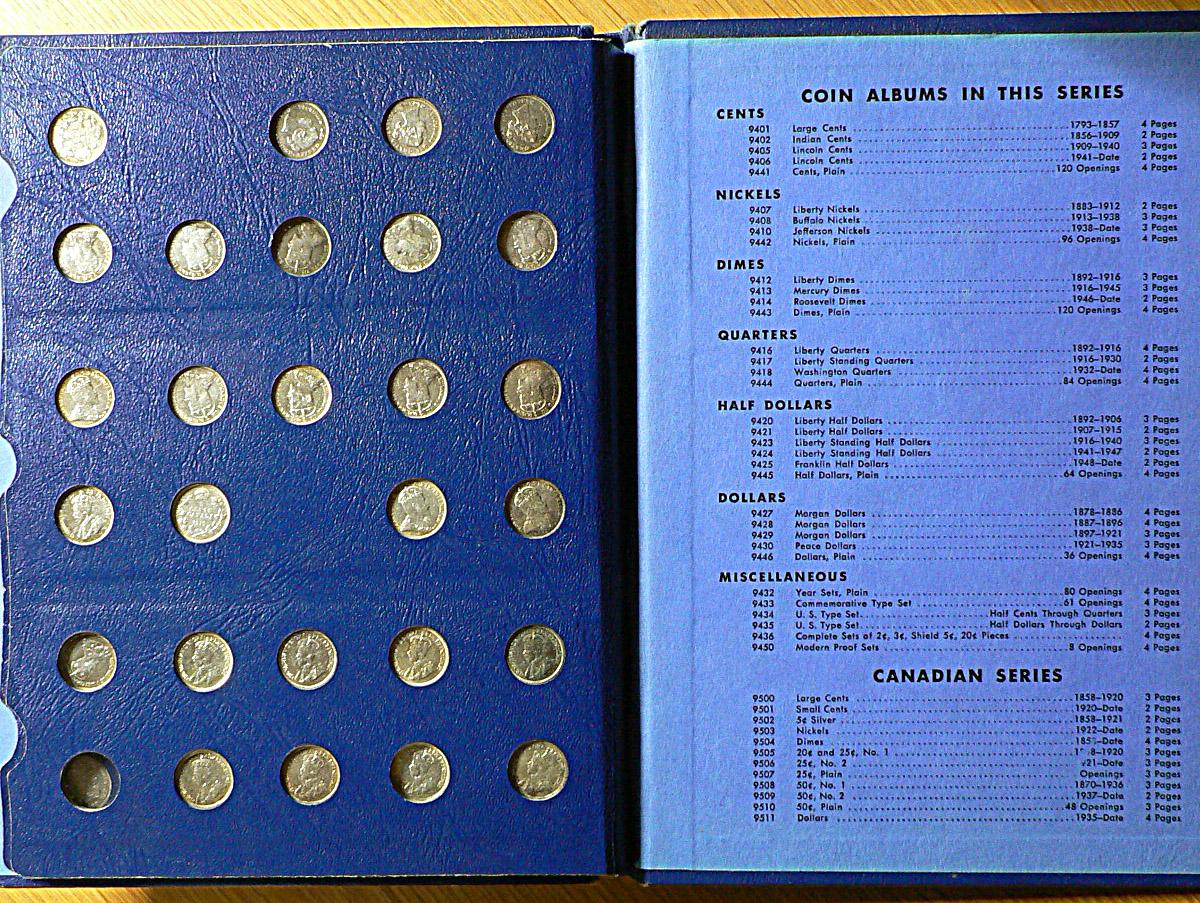 COIN ALBUMS IN THIS SERIES
CENTS
9401 Large Cents 1793–1857 4 Pages
9402 Indian Cents 1856–1909 2 Pages
9405 Lincoln Cents 1909–1940 3 Pages
9406 Lincoln Cents 1941–Date 2 Pages
9441 Cents, Plain 120 Openings 4 Pages
NICKELS
9407 Liberty Nickels 1883–1912 2 Pages
9408 Buffalo Nickels 1913–1938 3 Pages
9410 Jefferson Nickels 1938–Date 3 Pages
9442 Nickels, Plain 96 Openings 4 Pages
DIMES
9412 Liberty Dimes 1892–1916 3 Pages
9413 Mercury Dimes 1916–1945 3 Pages
9414 Roosevelt Dimes 1946–Date 2 Pages
9443 Dimes, Plain 120 Openings 4 Pages
QUARTERS
9416 Liberty Quarters 1892–1916 4 Pages
9417 Liberty Standing Quarters 1916–1930 2 Pages
9418 Washington Quarters 1932–Date 4 Pages
9444 Quarters, Plain 84 Openings 4 Pages
HALF DOLLARS
9420 Liberty Half Dollars 1892–1906 3 Pages
9421 Liberty Half Dollars 1907–1915 2 Pages
9423 Liberty Standing Half Dollars 1916–1940 3 Pages
9424 Liberty Standing Half Dollars 1941–1947 2 Pages
9425 Franklin Half Dollars 1948–Date 2 Pages
9445 Half Dollars, Plain 64 Openings 4 Pages
DOLLARS
9427 Morgan Dollars 1878–1886 4 Pages
9428 Morgan Dollars 1887–1896 4 Pages
9429 Morgan Dollars 1897–1921 3 Pages
9430 Peace Dollars 1921–1935 3 Pages
9446 Dollars, Plain 36 Openings 4 Pages
MISCELLANEOUS
9432 Year Sets, Plain 80 Openings 4 Pages
9433 Commemorative Type Set 61 Openings 4 Pages
9434 U. S. Type Set Half Cents Through Quarters 3 Pages
9435 U. S. Type Set Half Dollars Through Dollars 2 Pages
9436 Complete Sets of 2¢, 3¢, Shield 5¢, 20¢ Pieces 4 Pages
9450 Modern Proof Sets 8 Openings 4 Pages
CANADIAN SERIES
9500 Large Cents 1858–1920 3 Pages
9501 Small Cents 1920–Date 2 Pages
9502 5¢ Silver 1858–1921 2 Pages
9503 Nickels 1922–Date 2 Pages
9504 Dimes –Date 4 Pages
9505 20¢ and 25¢, No. 1 –1920 3 Pages
9506 25¢, No. 2 –Date 3 Pages
9507 25¢, Plain Openings 3 Pages
9508 50¢, No. 1 1870–1936 3 Pages
9509 50¢, No. 2 1937–Date 2 Pages
9510 50¢, Plain 48 Openings 3 Pages
9511 Dollars 1935–Date 4 Pages